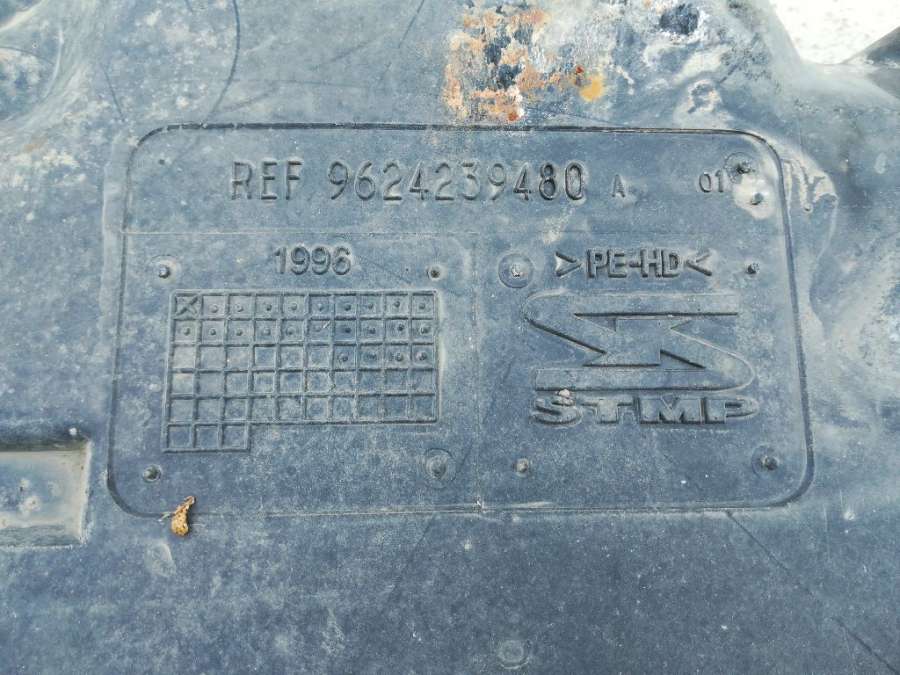 REF 9624239480 A 01
1996
>PE-HD<
STMP